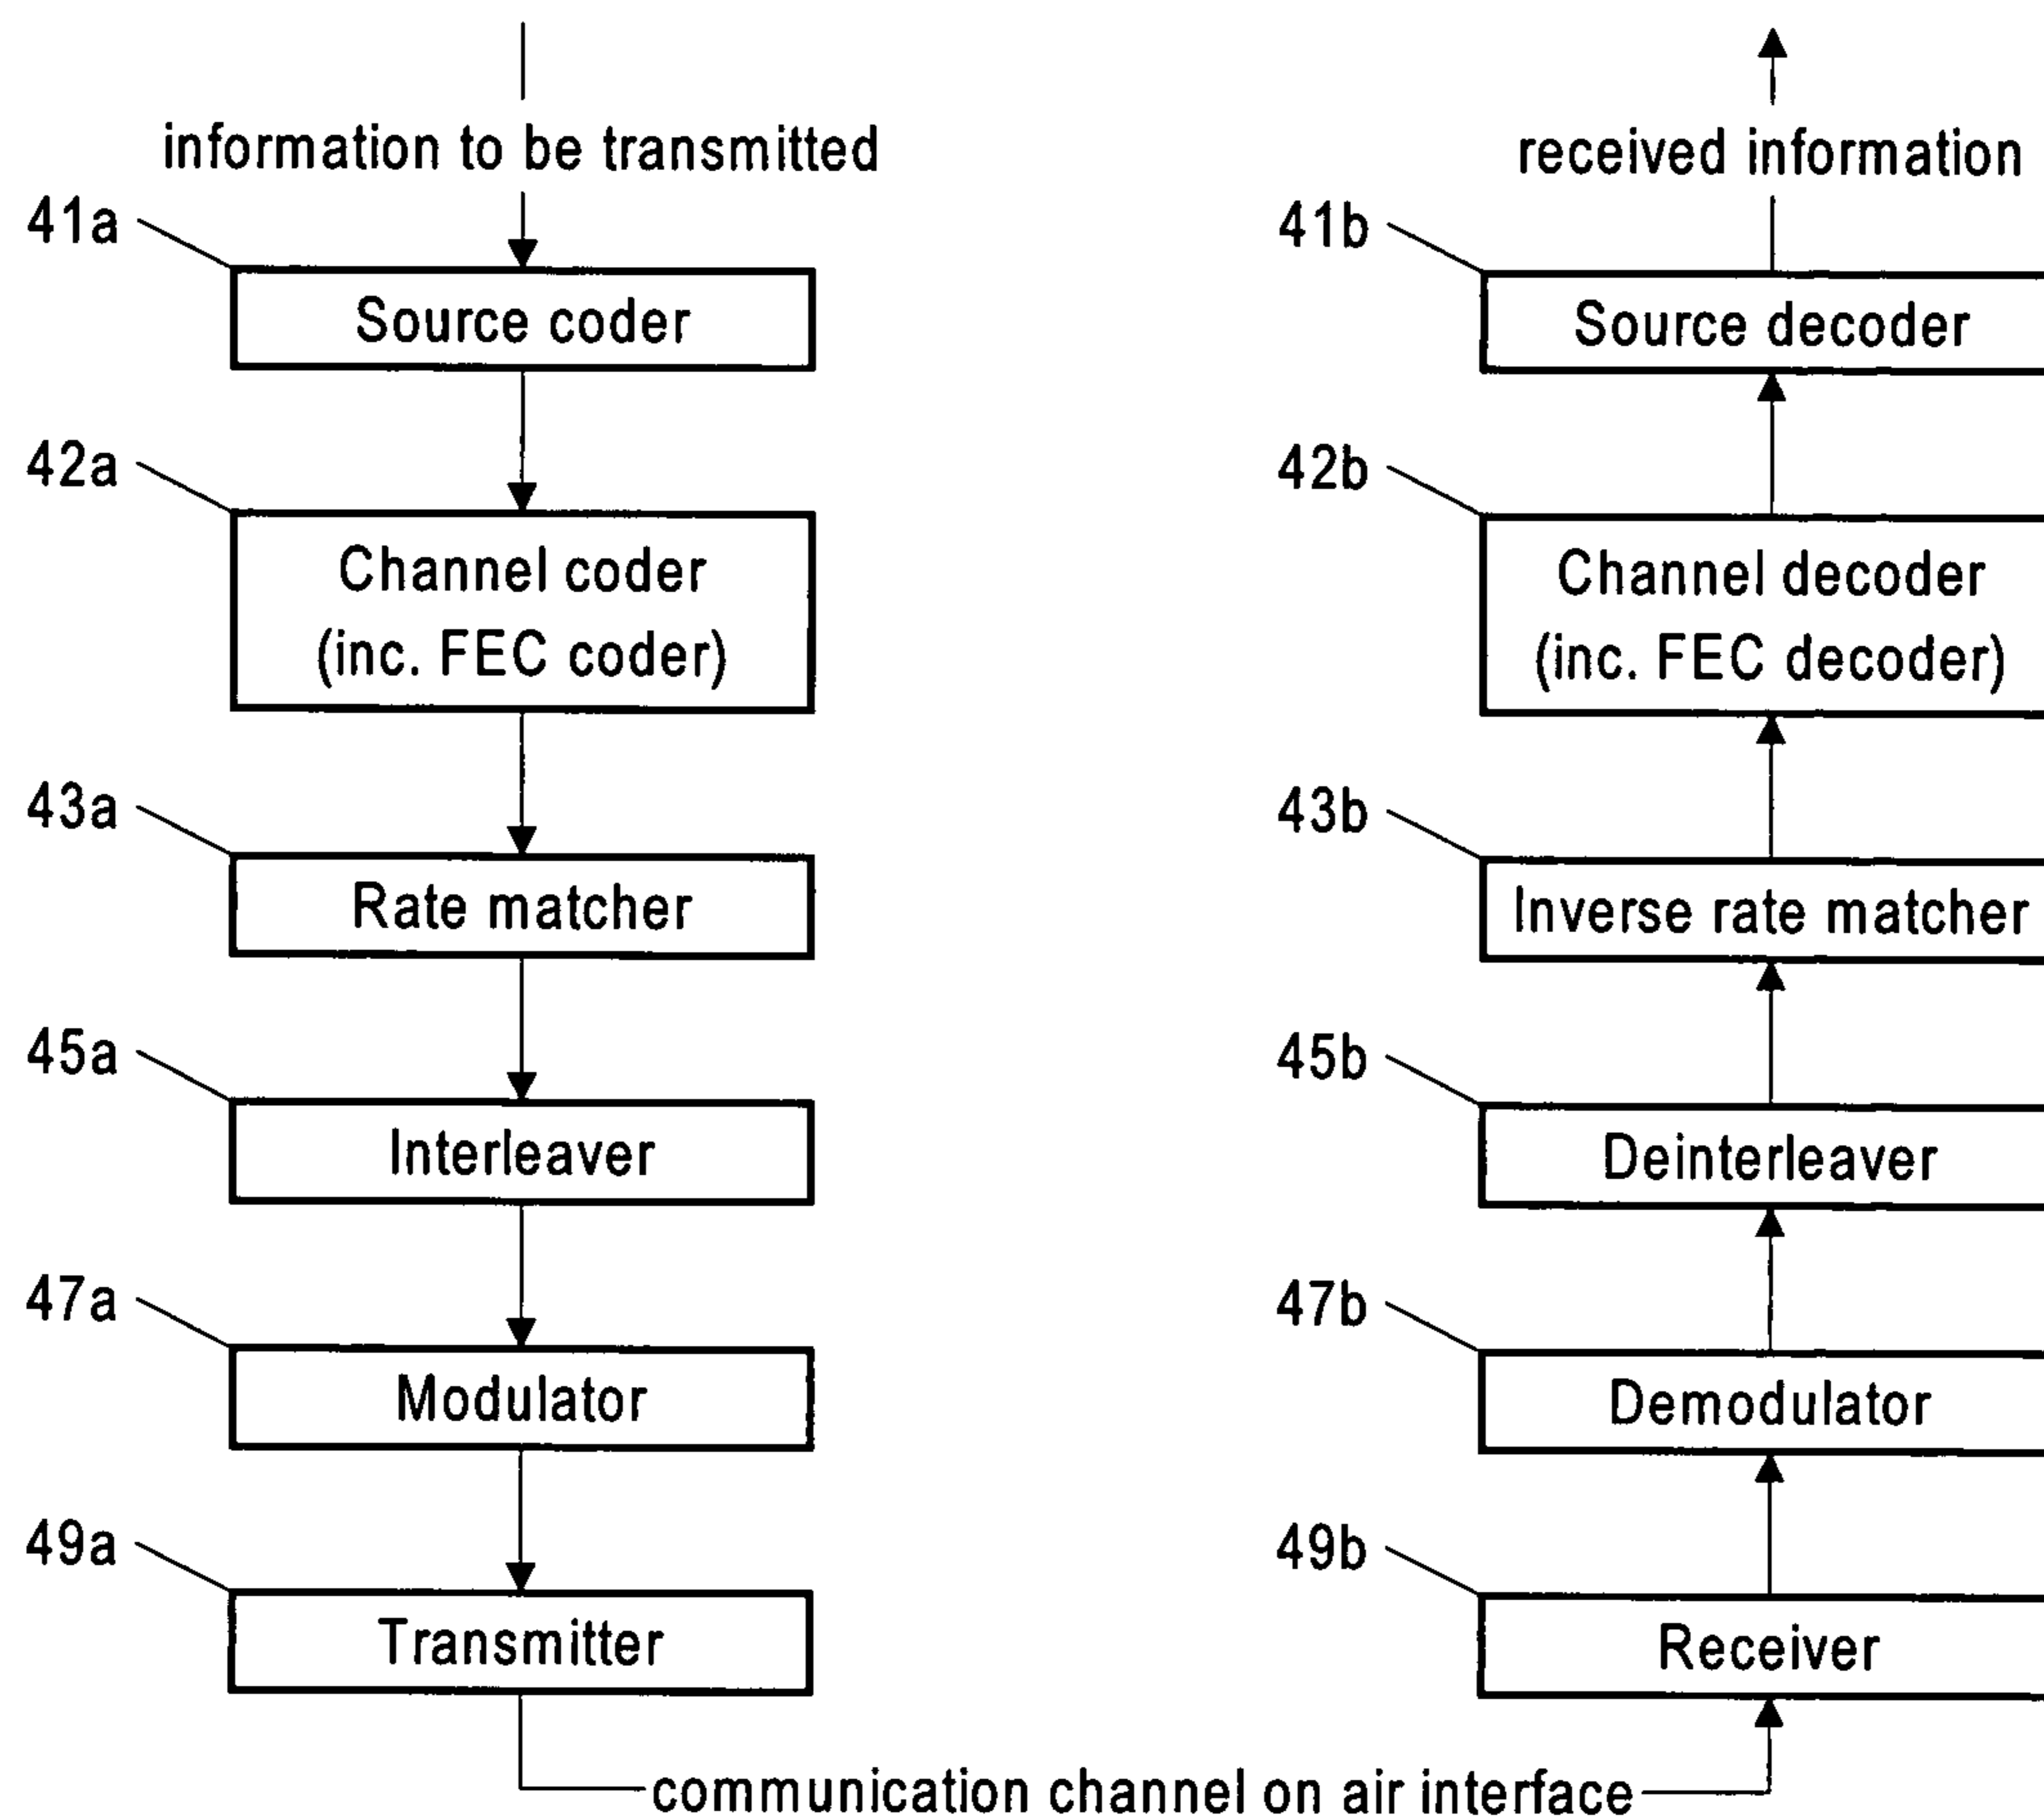 information to be transmitted
41a
Source coder
42a
Channel coder
(inc. FEC coder)
43a
Rate matcher
45a
Interleaver
47a
Modulator
49a
Transmitter
communication channel on air interface
received information
41b
Source decoder
42b
Channel decoder
(inc. FEC decoder)
43b
Inverse rate matcher
45b
Deinterleaver
47b
Demodulator
49b
Receiver